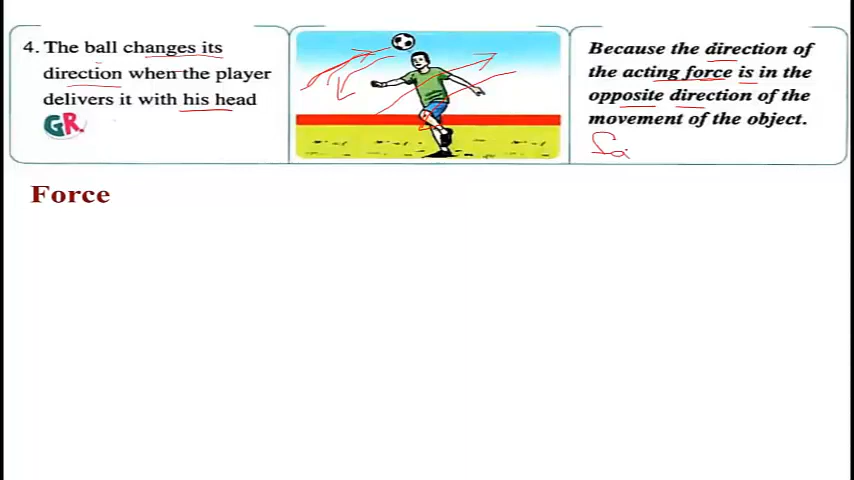 4. The ball changes its
direction when the player
delivers it with his head
GR.
Because the direction of
the acting force is in the
opposite direction of the
movement of the object.
Force